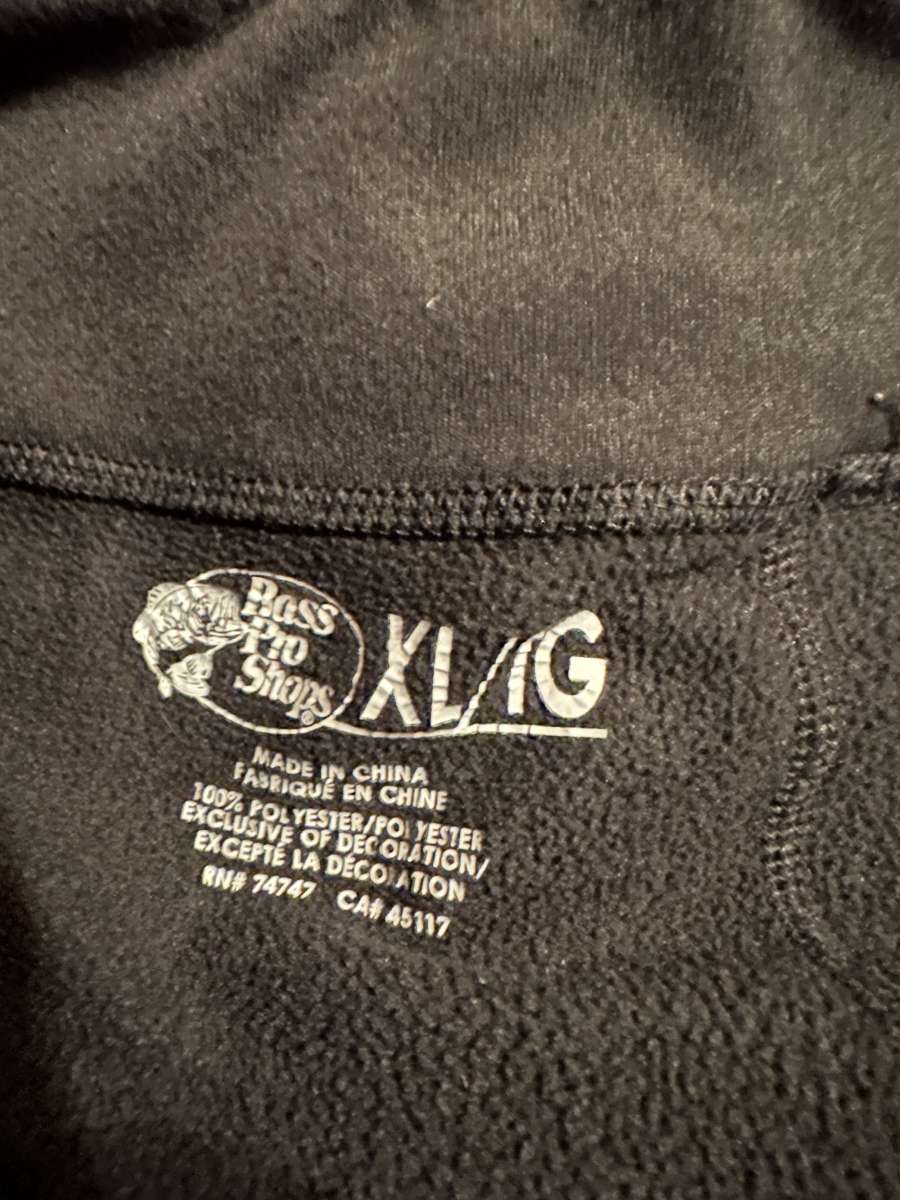 Bass
Pro
Shops®
XL/TG
MADE IN CHINA
FABRIQUÉ EN CHINE
100% POLYESTER/POLYESTER
EXCLUSIVE OF DECORATION/
EXCEPTÉ LA DÉCORATION
RN# 74747 CA# 45117